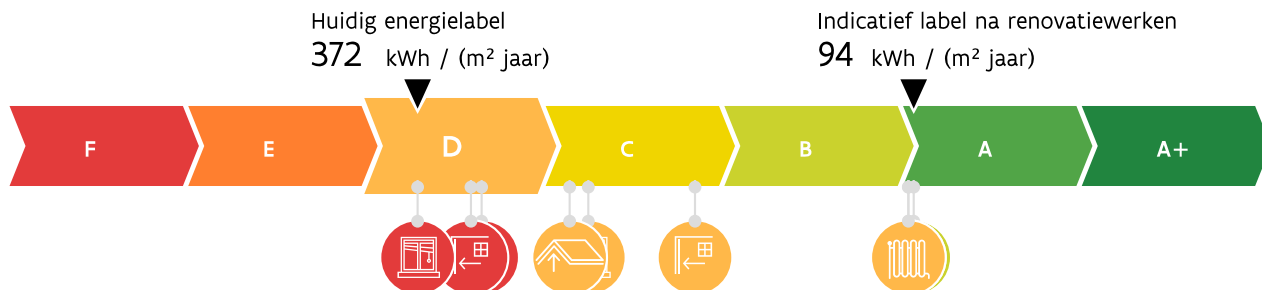 Huidig energielabel
372 kWh / (m² jaar)
Indicatief label na renovatiewerken
94 kWh / (m² jaar)
F E D C B A A+